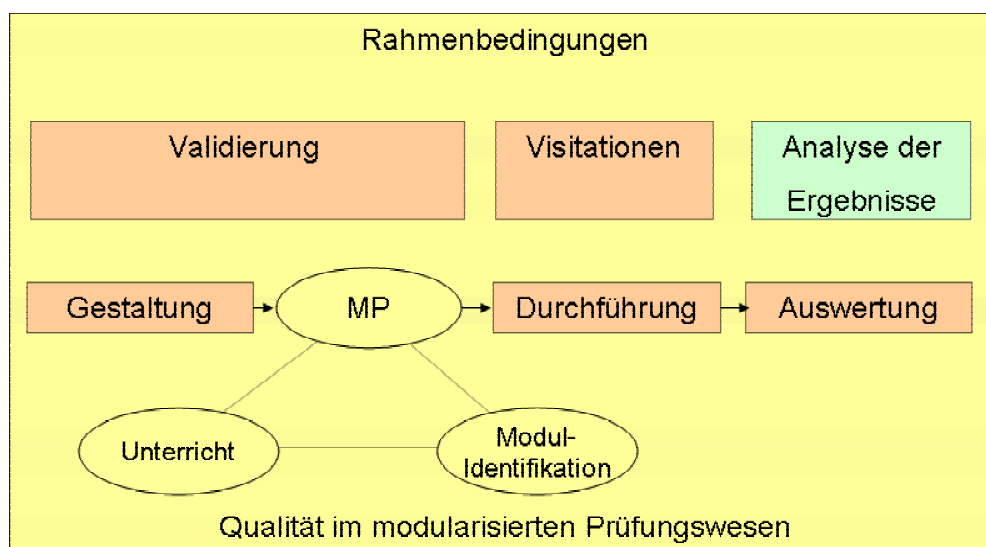 Rahmenbedingungen
Validierung
Visitationen
Analyse der
Ergebnisse
Gestaltung
MP
Durchführung
Auswertung
Unterricht
Modul-
Identifikation
Qualität im modularisierten Prüfungswesen